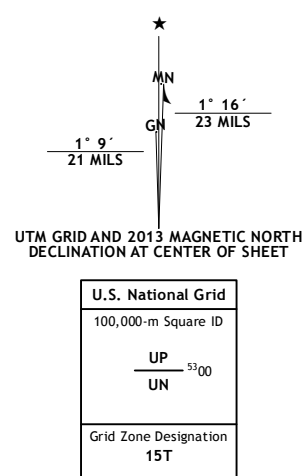 MN
1° 16´
23 MILS
GN
1° 9´
21 MILS
UTM GRID AND 2013 MAGNETIC NORTH
DECLINATION AT CENTER OF SHEET
U.S. National Grid
100,000-m Square ID
UP
5300
UN
Grid Zone Designation
15T